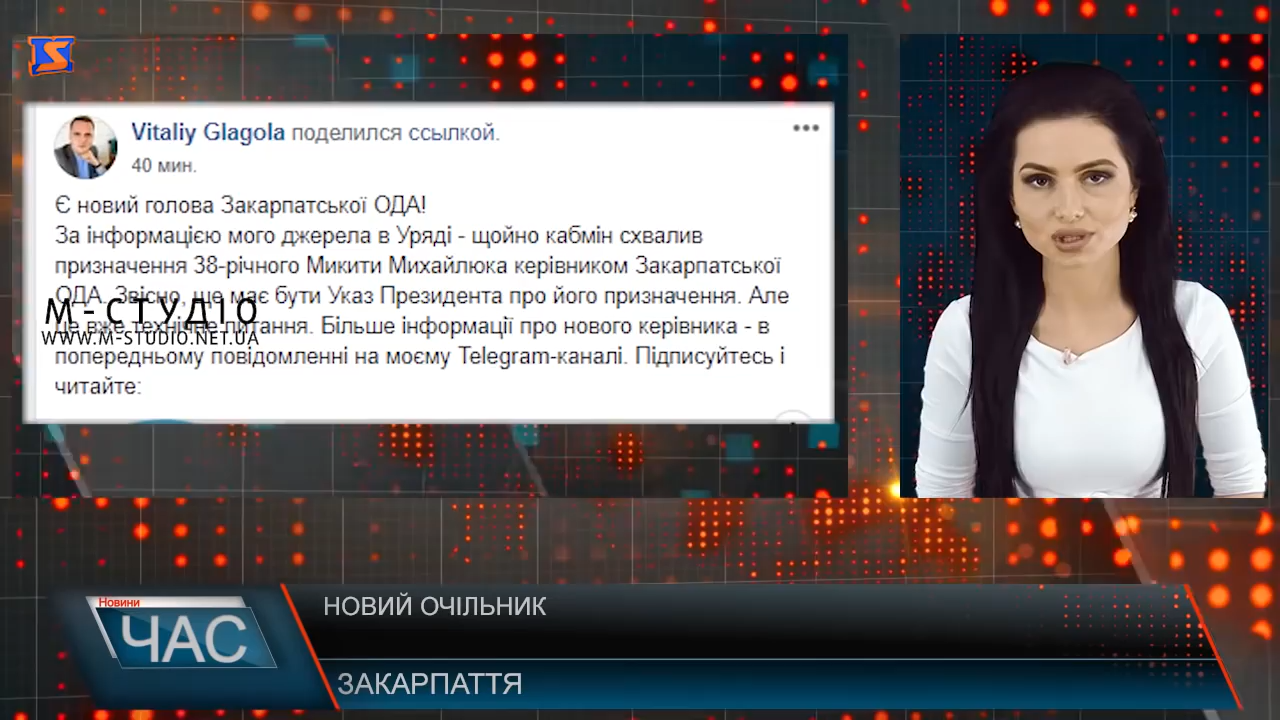 Vitaliy Glagola поделился ссылкой.
40 мин.
Є новий голова Закарпатської ОДА!
За інформацією мого джерела в Уряді - щойно кабмін схвалив
призначення 38-річного Микити Михайлюка керівником Закарпатської
ОДА. Звісно, ще має бути Указ Президента про його призначення. Але
це вже технічне питання. Більше інформації про нового керівника - в
попередньому повідомленні на моєму Telegram-каналі. Підписуйтесь і
читайте:
М-СТУДІО
WWW.M-STUDIO.NET.UA
Новини
ЧАС
НОВИЙ ОЧІЛЬНИК
ЗАКАРПАТТЯ